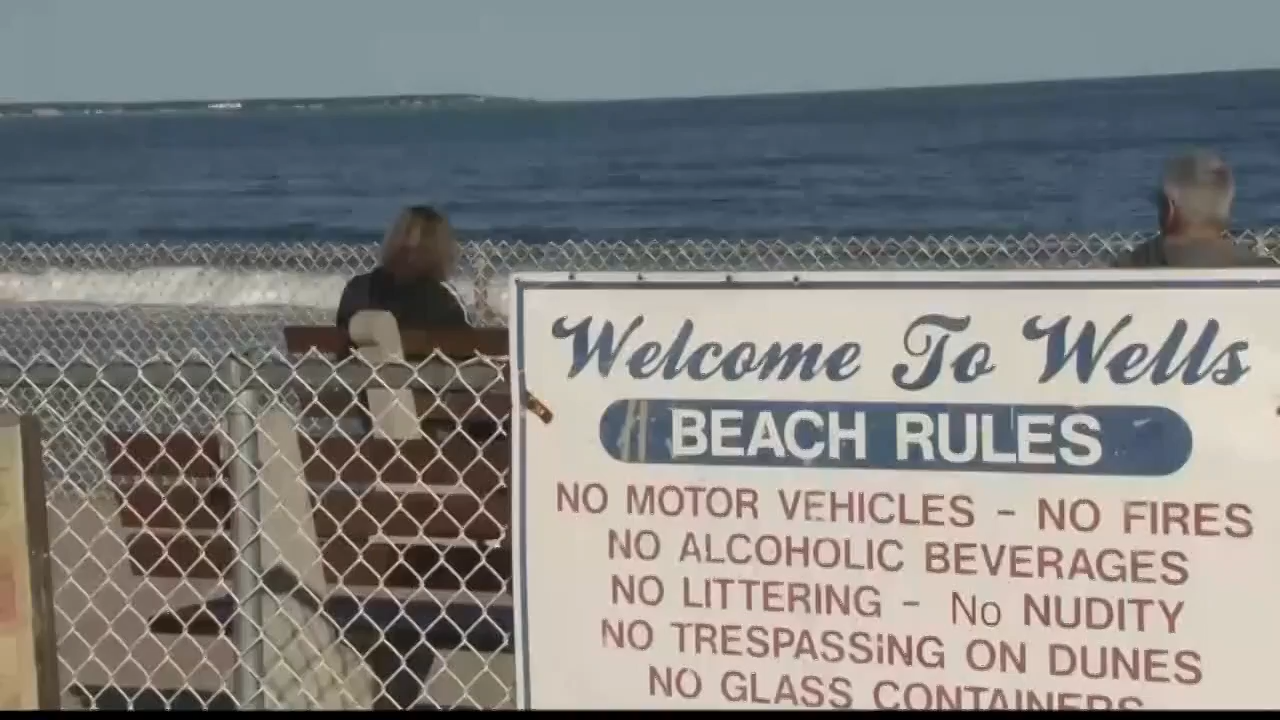 Welcome To Wells
BEACH RULES
NO MOTOR VEHICLES - NO FIRES
NO ALCOHOLIC BEVERAGES
NO LITTERING - No NUDITY
NO TRESPASSiNG ON DUNES
NO GLASS CONTAINERS